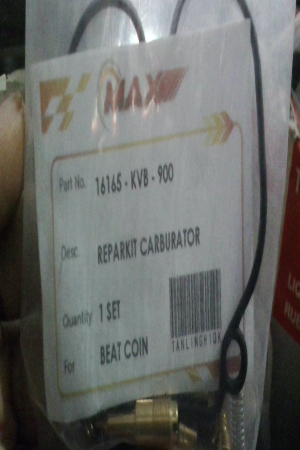 MAX
Part No. 16165 - KVB - 900
Desc. REPARKIT CARBURATOR
Quantity 1 SET
For BEAT COIN